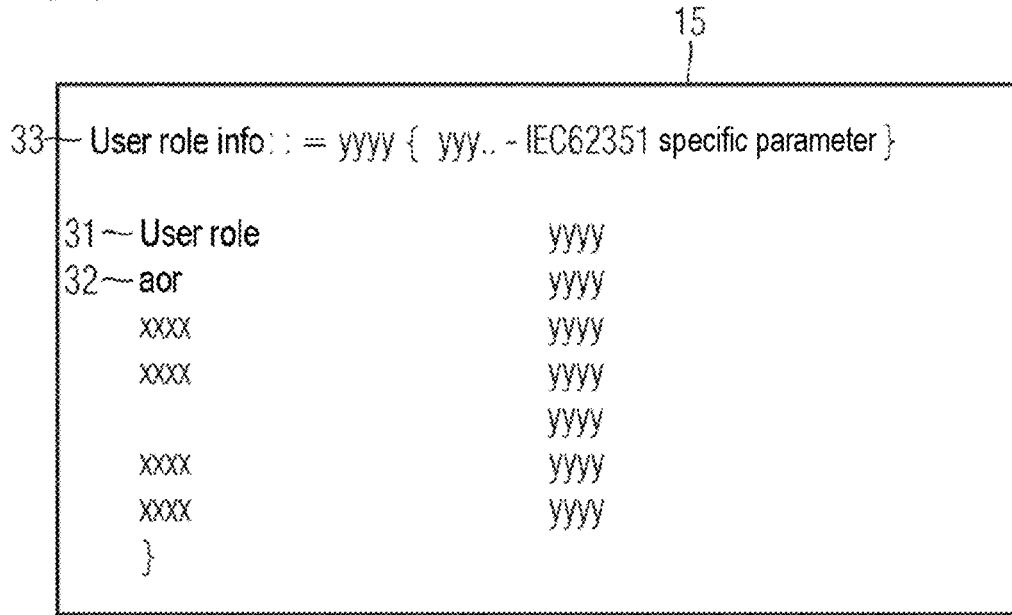 15
33 User role info : : = yyyy { yyy.. - IEC62351 specific parameter }
31 User role yyyy
32 aor yyyy
xxxx yyyy
xxxx yyyy
yyyy
xxxx yyyy
xxxx yyyy
}